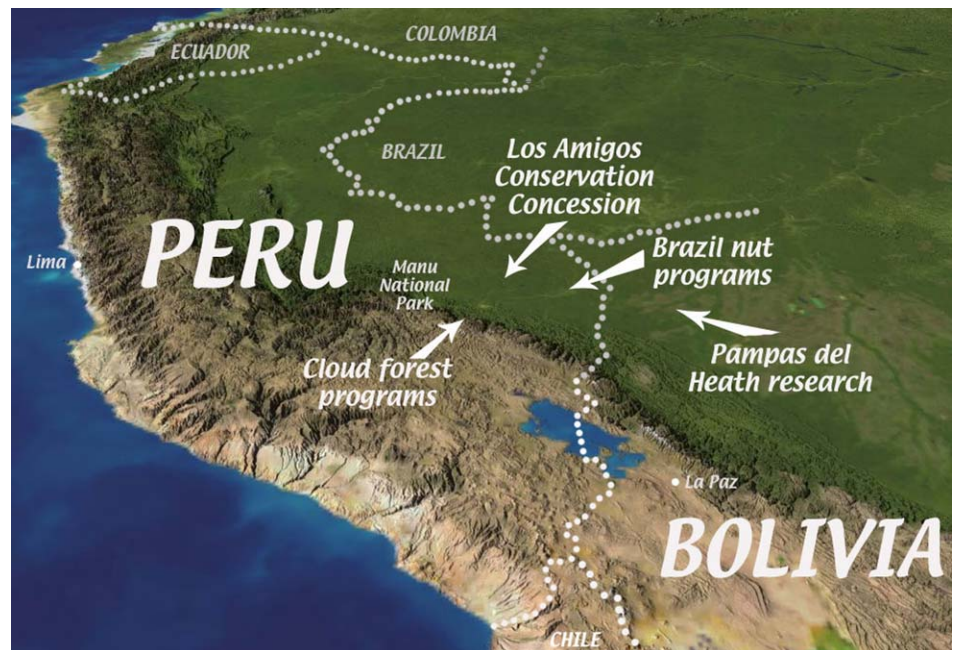 COLOMBIA
ECUADOR
BRAZIL
Los Amigos
Conservation
Concession
PERU
Lima
Manu
National
Park
Brazil nut
programs
Cloud forest
programs
Pampas del
Heath research
La Paz
BOLIVIA
CHILE